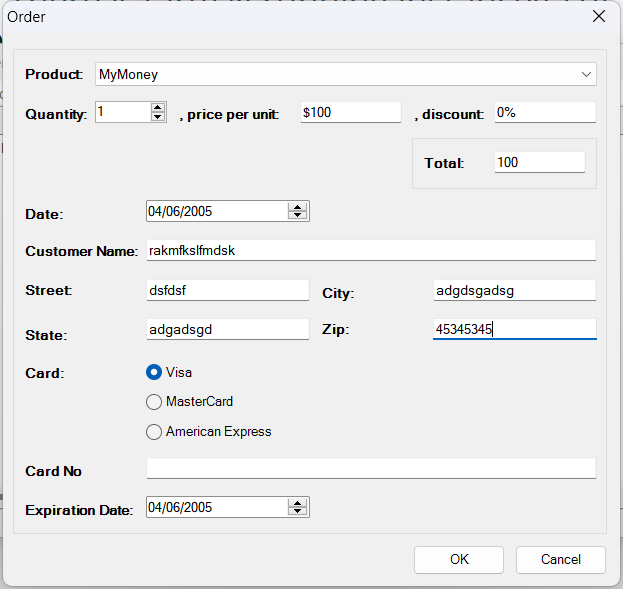 Order
Product: MyMoney
Quantity: 1 , price per unit: $100 , discount: 0%
Total: 100
Date: 04/06/2005
Customer Name: rakmfkslfmdsk
Street: dsfdsf City: adgdsgadsg
State: adgadsgd Zip: 45345345
Card: Visa
MasterCard
American Express
Card No
Expiration Date: 04/06/2005
OK Cancel